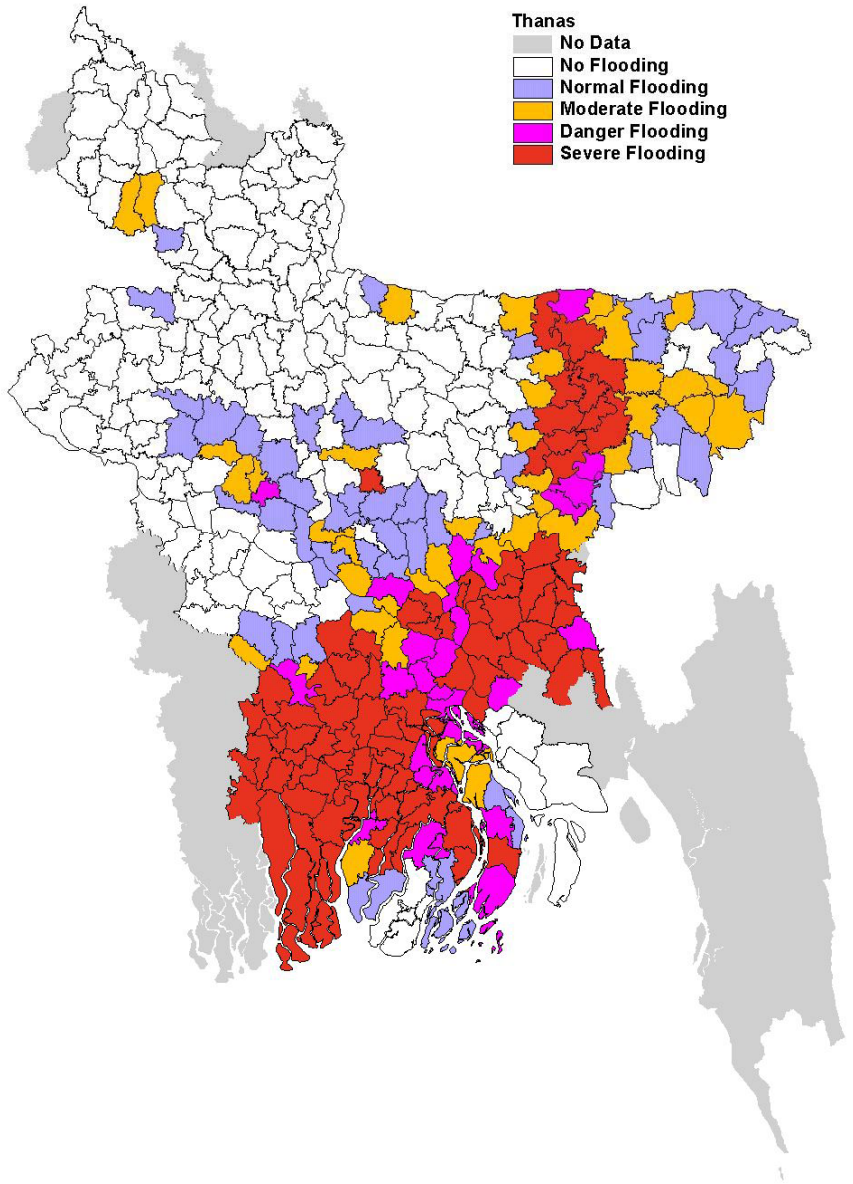 Thanas
No Data
No Flooding
Normal Flooding
Moderate Flooding
Danger Flooding
Severe Flooding